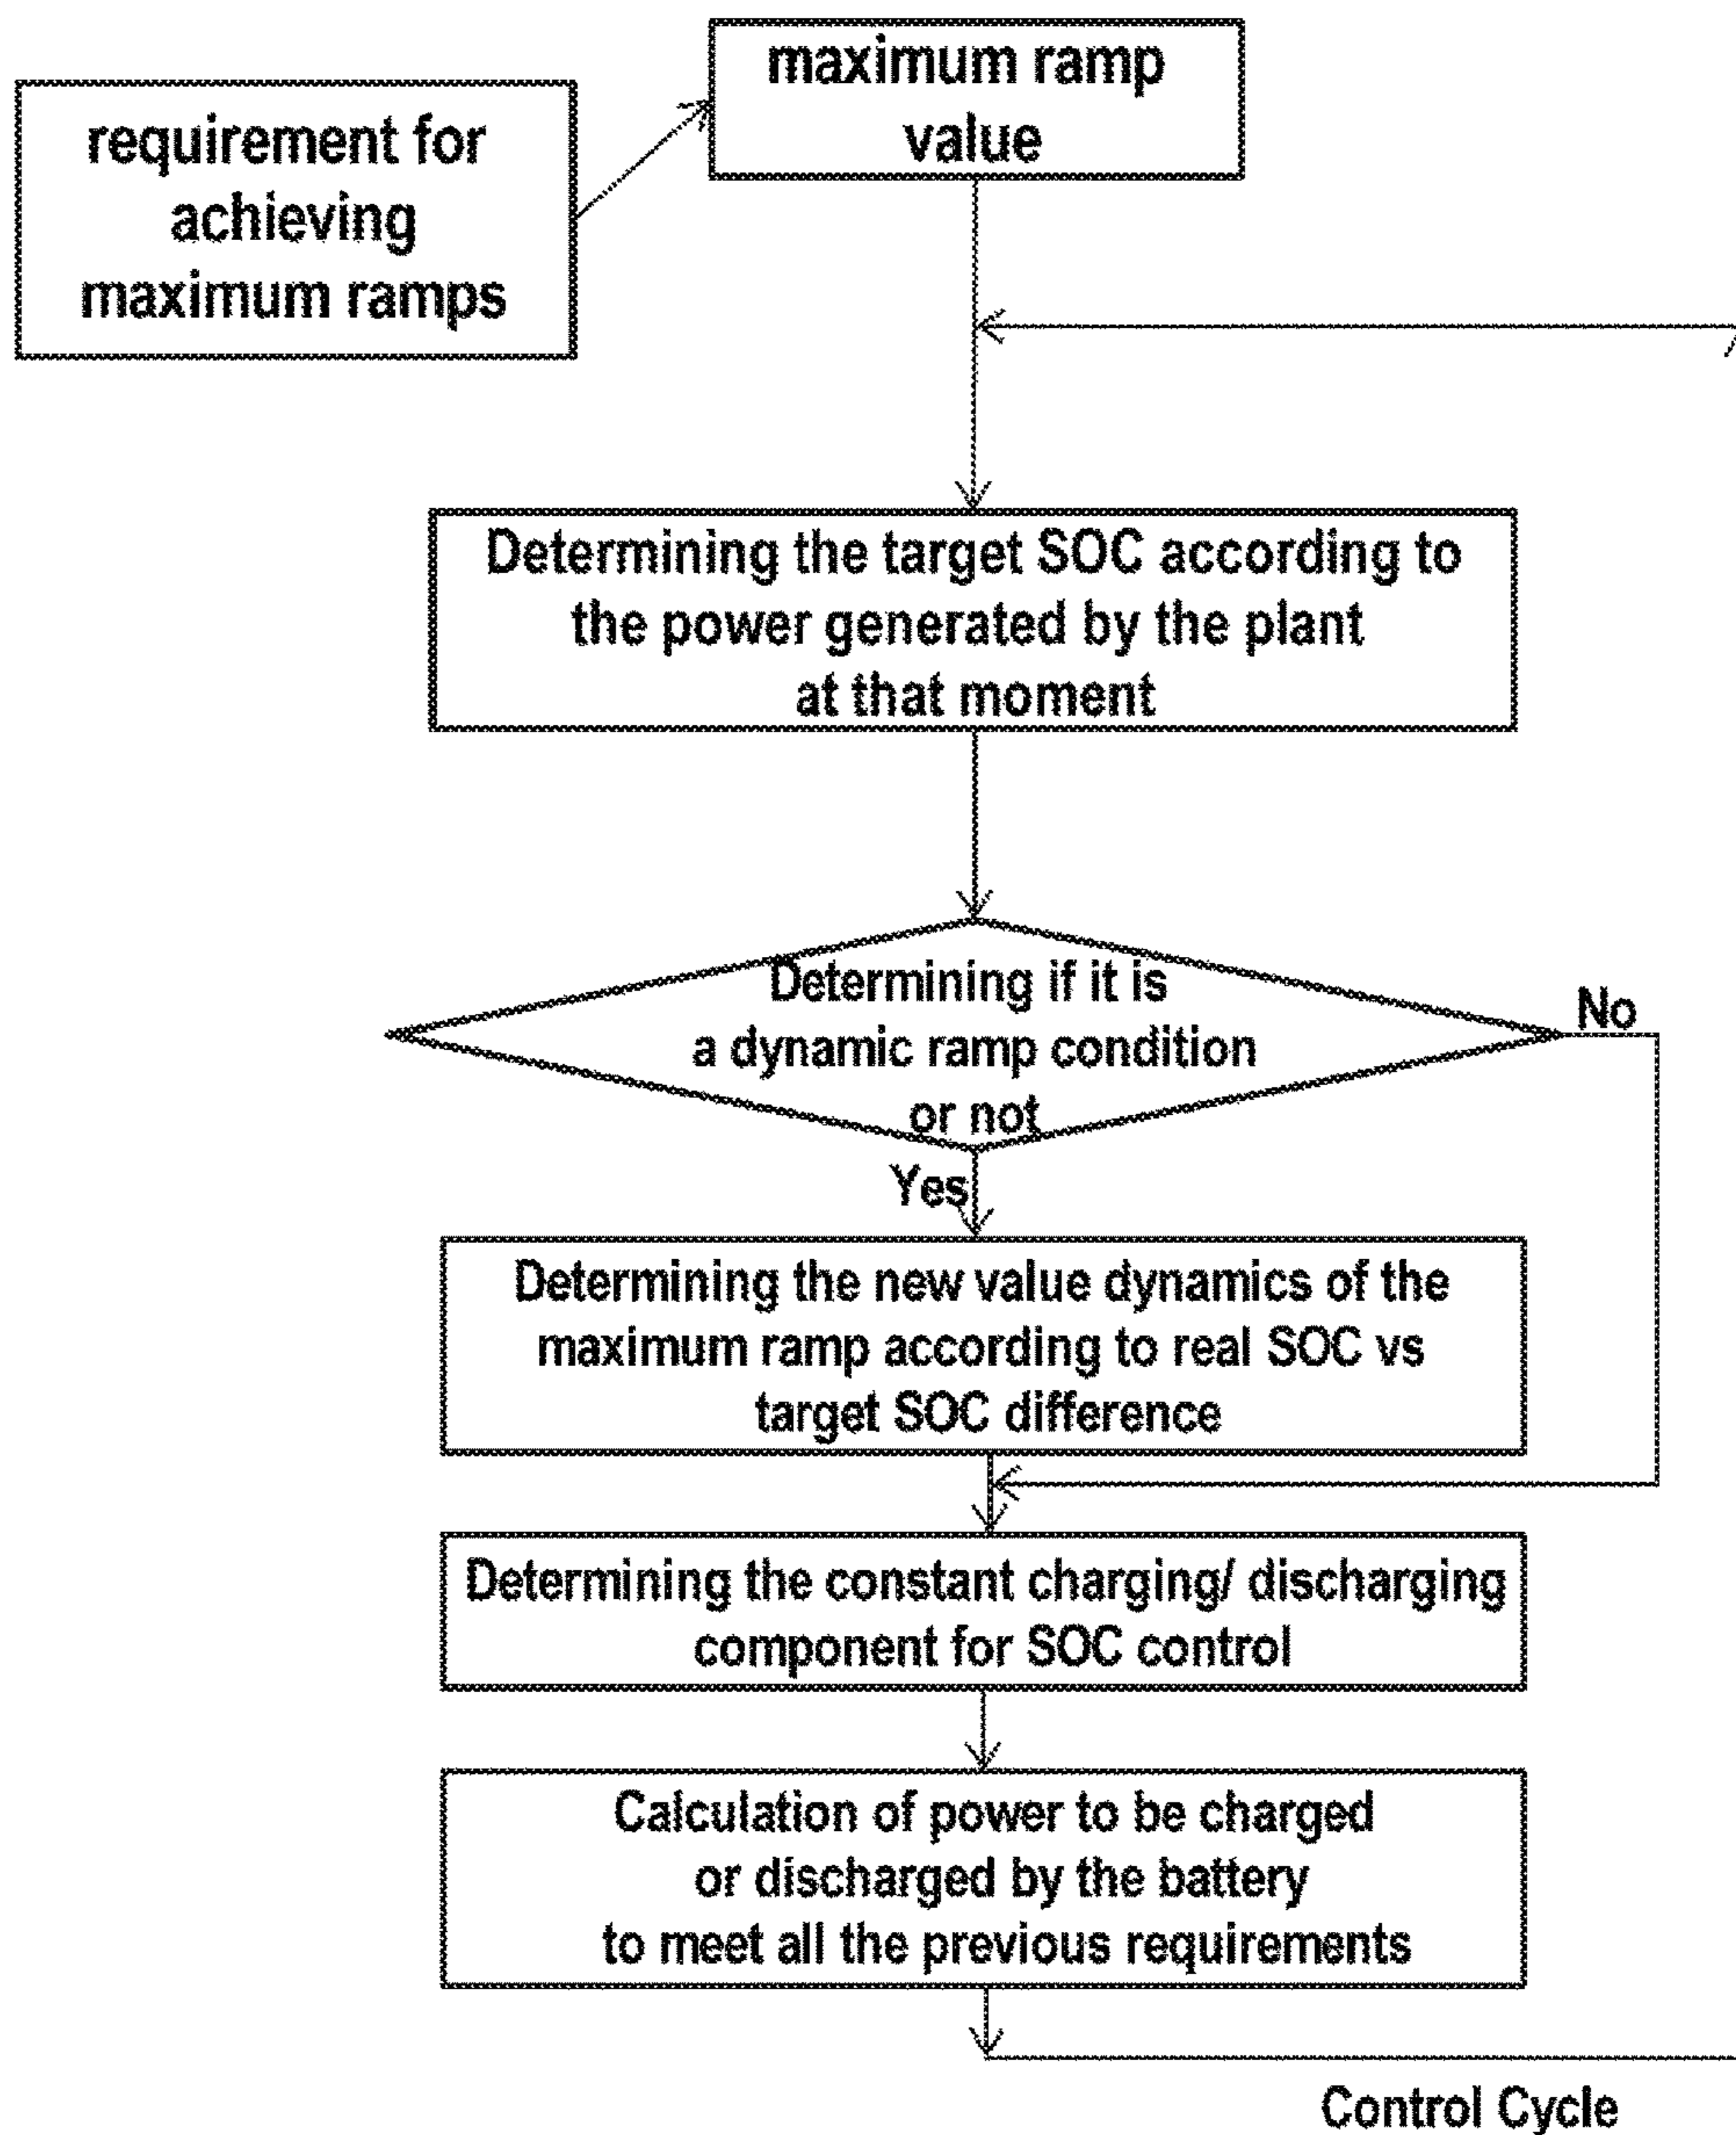 maximum ramp
value
requirement for
achieving
maximum ramps
Determining the target SOC according to
the power generated by the plant
at that moment
Determining if it is
a dynamic ramp condition
or not
No
Yes
Determining the new value dynamics of the
maximum ramp according to real SOC vs
target SOC difference
Determining the constant charging/ discharging
component for SOC control
Calculation of power to be charged
or discharged by the battery
to meet all the previous requirements
Control Cycle